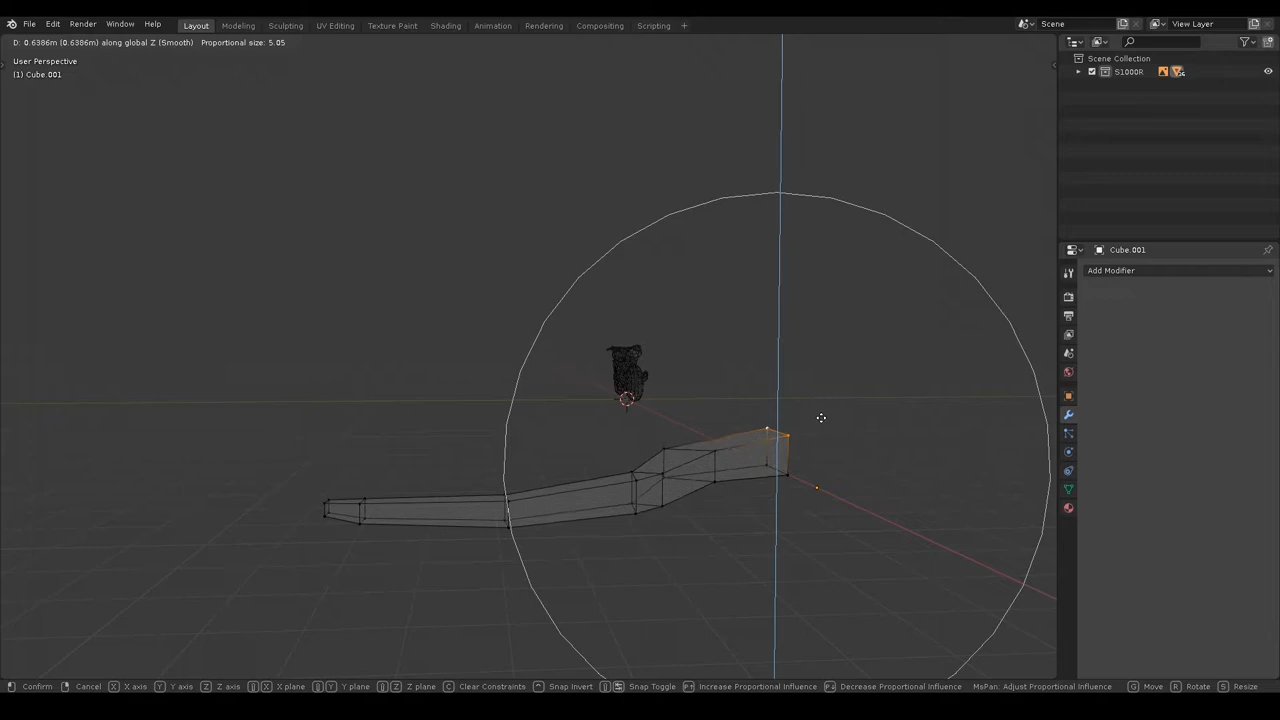 File Edit Render Window Help Layout Modeling Sculpting UV Editing Texture Paint Shading Animation Rendering Compositing Scripting + Scene View Layer
D: 0.6386m (0.6386m) along global Z (Smooth) Proportional size: 5.05
User Perspective
(1) Cube.001
Scene Collection
S1000R
Cube.001
Add Modifier
Confirm Cancel X X axis Y Y axis Z Z axis X X plane Y Y plane Z Z plane C Clear Constraints Snap Invert Snap Toggle Increase Proportional Influence Decrease Proportional Influence MsPan: Adjust Proportional Influence G Move R Rotate S Resize